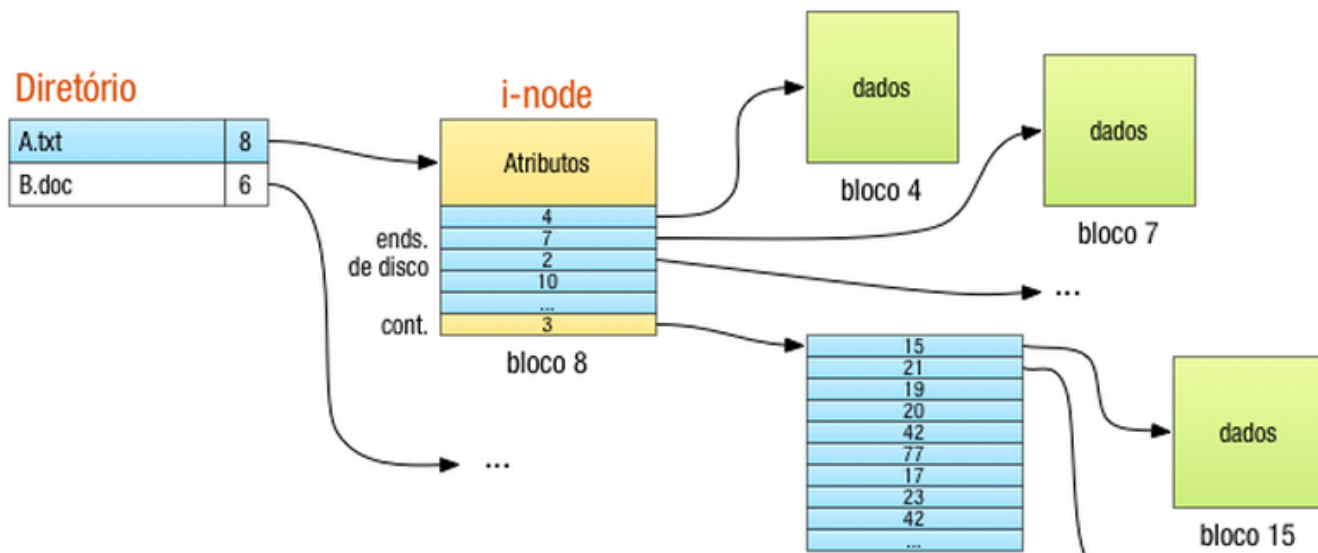 Diretório
A.txt 8
B.doc 6
i-node
Atributos
ends.
de disco
4
7
2
10
...
cont.
3
bloco 8
dados
bloco 4
dados
bloco 7
...
...
15
21
19
20
42
77
17
23
42
...
dados
bloco 15